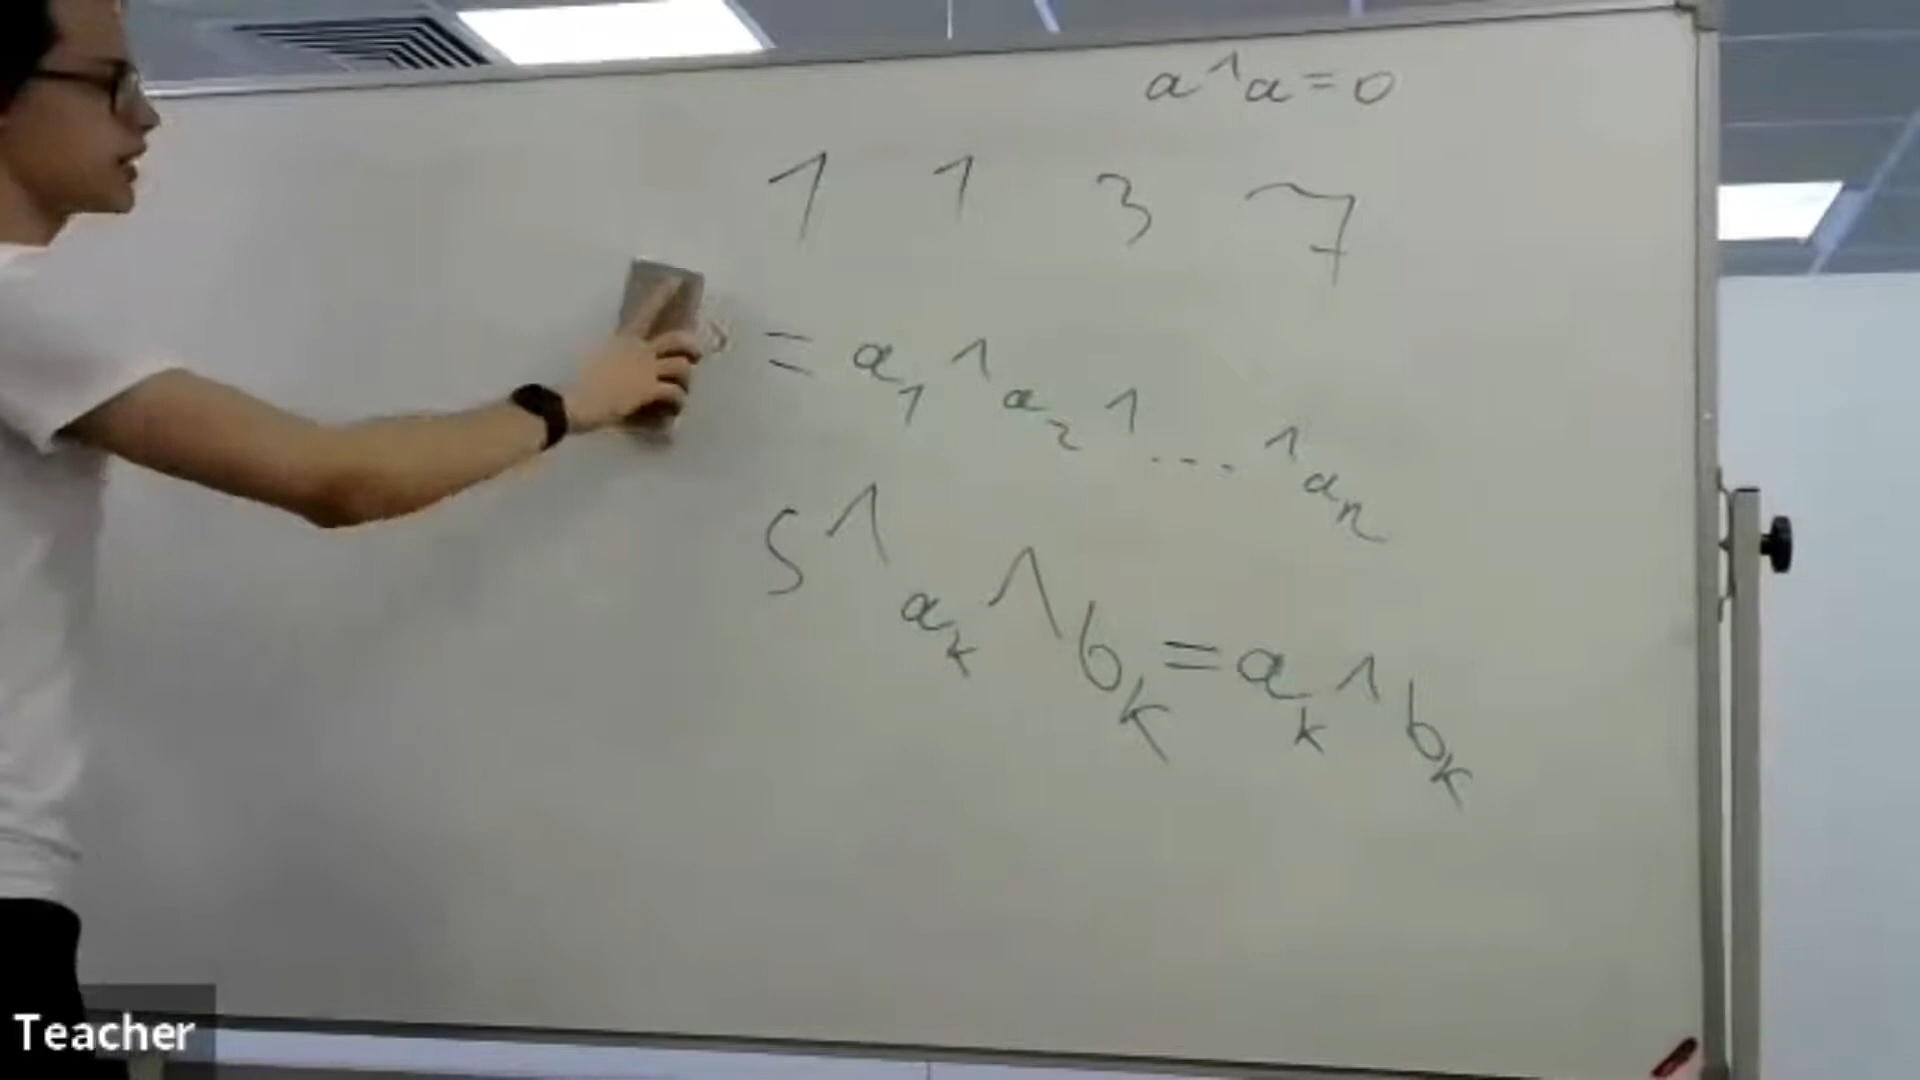 a^a=0
1 1 3 7
= a₁^a₂^...^aₙ
S^aₖ^bₖ=aₖ^bₖ
Teacher